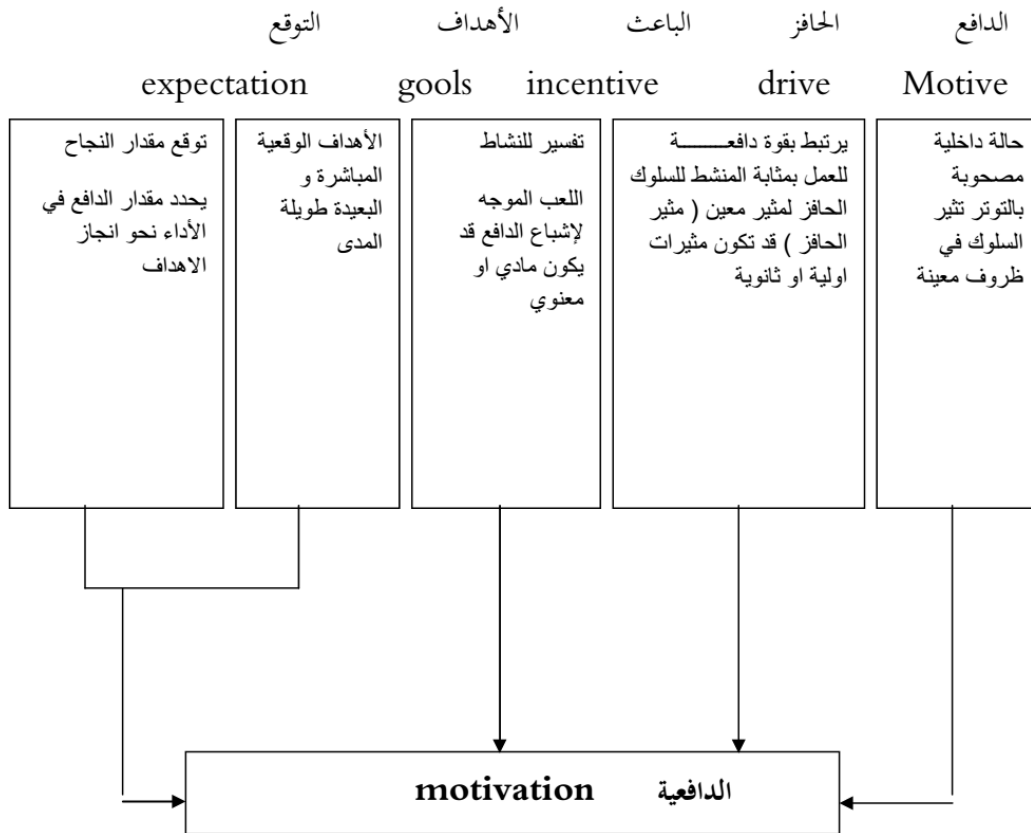 الدافع الحافز الباعث الأهداف التوقع
expectation gools incentive drive Motive
حالة داخلية
مصحوبة
بالتوتر تثير
السلوك في
ظروف معينة
يرتبط بقوة دافعـــــــــة
للعمل بمثابة المنشط للسلوك
الحافز لمثير معين ( مثير
الحافز ) قد تكون مثيرات
اولية او ثانوية
تفسير للنشاط
اللعب الموجه
لإشباع الدافع قد
يكون مادي او
معنوي
الأهداف الوقعية
المباشرة و
البعيدة طويلة
المدى
توقع مقدار النجاح
يحدد مقدار الدافع في
الأداء نحو انجاز
الاهداف
الدافعية motivation